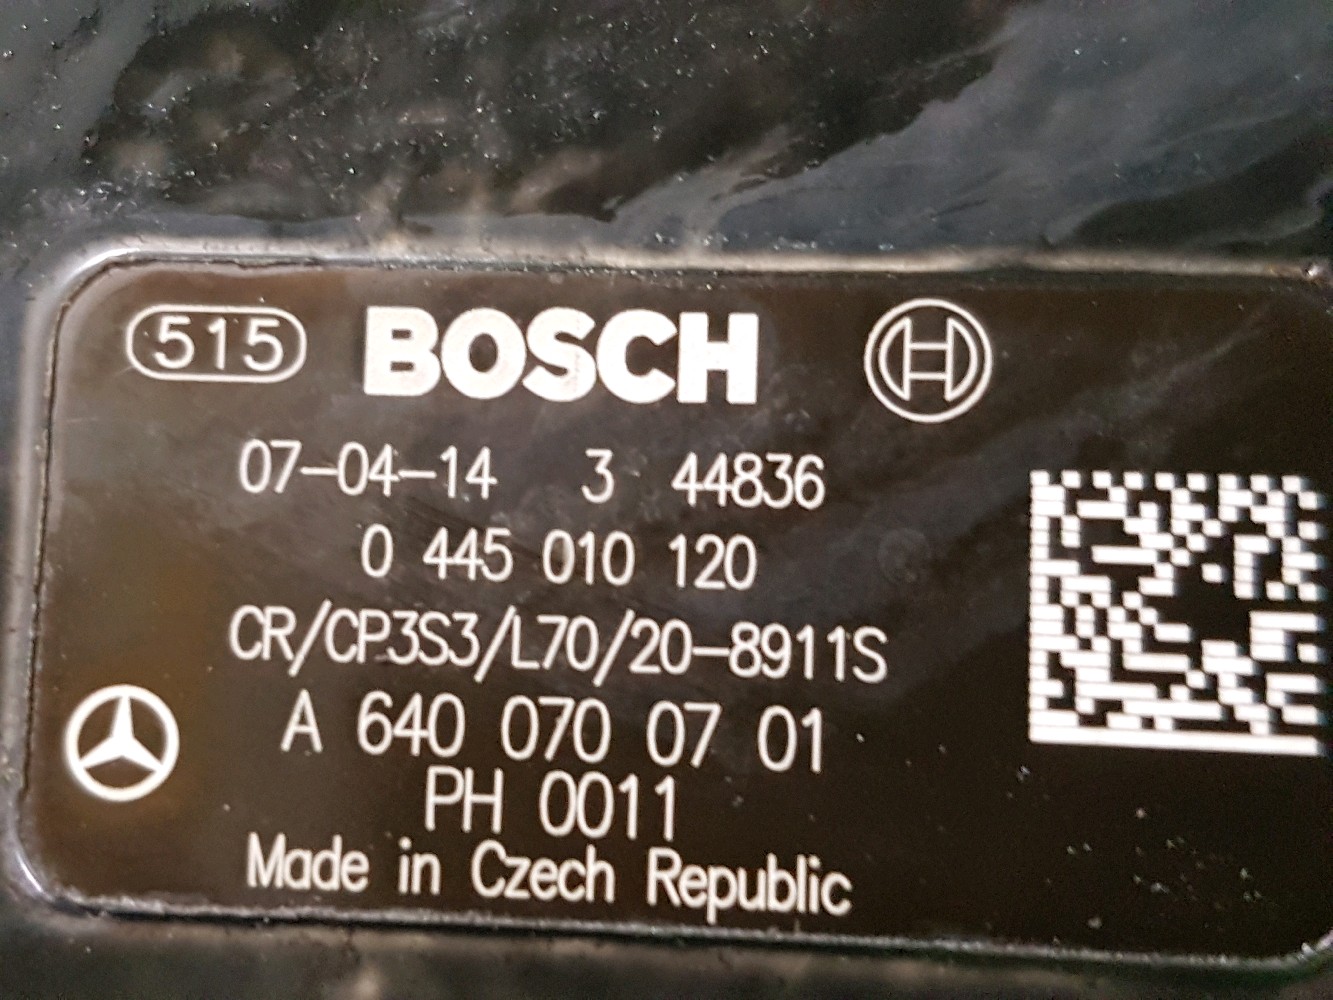 515 BOSCH
07-04-14 3 44836
0 445 010 120
CR/CP3S3/L70/20-8911S
A 640 070 07 01
PH 0011
Made in Czech Republic